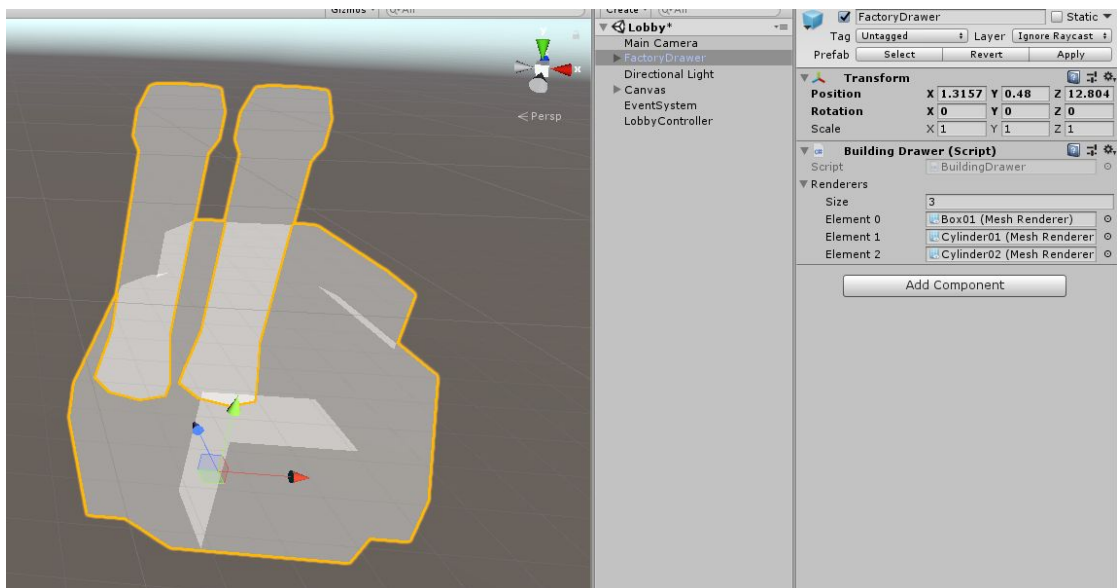 Gizmos
Create
All
y
x
Persp
Lobby*
Main Camera
FactoryDrawer
Directional Light
Canvas
EventSystem
LobbyController
FactoryDrawer Static
Tag Untagged Layer Ignore Raycast
Prefab Select Revert Apply
Transform
Position X 1.3157 Y 0.48 Z 12.804
Rotation X 0 Y 0 Z 0
Scale X 1 Y 1 Z 1
Building Drawer (Script)
Script BuildingDrawer
Renderers
Size 3
Element 0 Box01 (Mesh Renderer)
Element 1 Cylinder01 (Mesh Renderer
Element 2 Cylinder02 (Mesh Renderer
Add Component